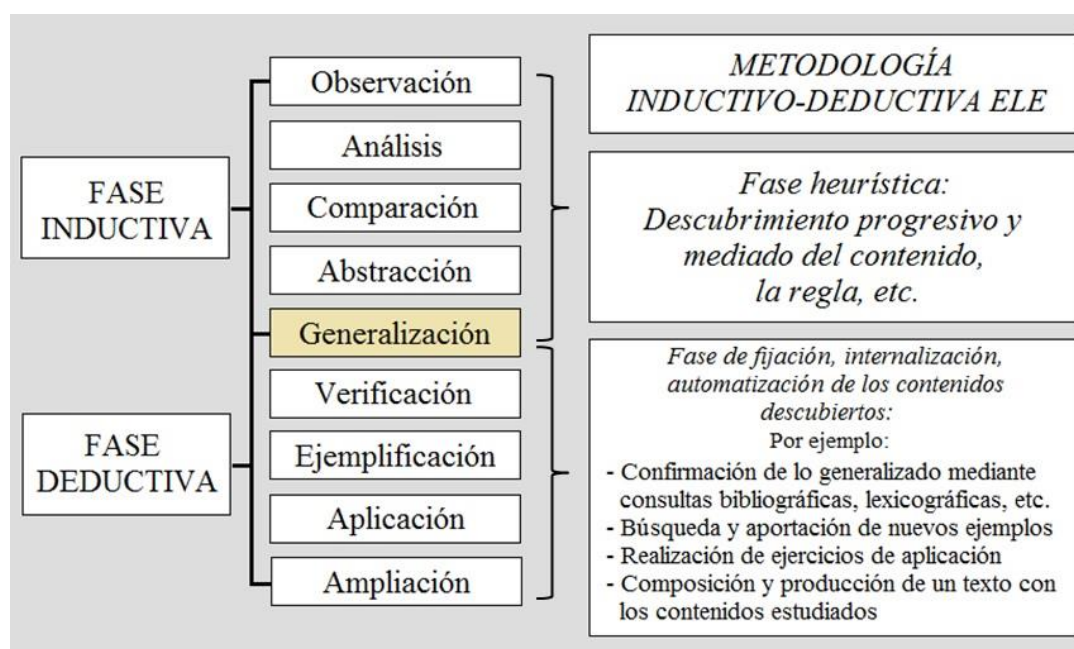 FASE
INDUCTIVA
FASE
DEDUCTIVA
Observación
Análisis
Comparación
Abstracción
Generalización
Verificación
Ejemplificación
Aplicación
Ampliación
METODOLOGÍA
INDUCTIVO-DEDUCTIVA ELE
Fase heurística:
Descubrimiento progresivo y
mediado del contenido,
la regla, etc.
Fase de fijación, internalización,
automatización de los contenidos
descubiertos:
Por ejemplo:
- Confirmación de lo generalizado mediante
consultas bibliográficas, lexicográficas, etc.
- Búsqueda y aportación de nuevos ejemplos
- Realización de ejercicios de aplicación
- Composición y producción de un texto con
los contenidos estudiados